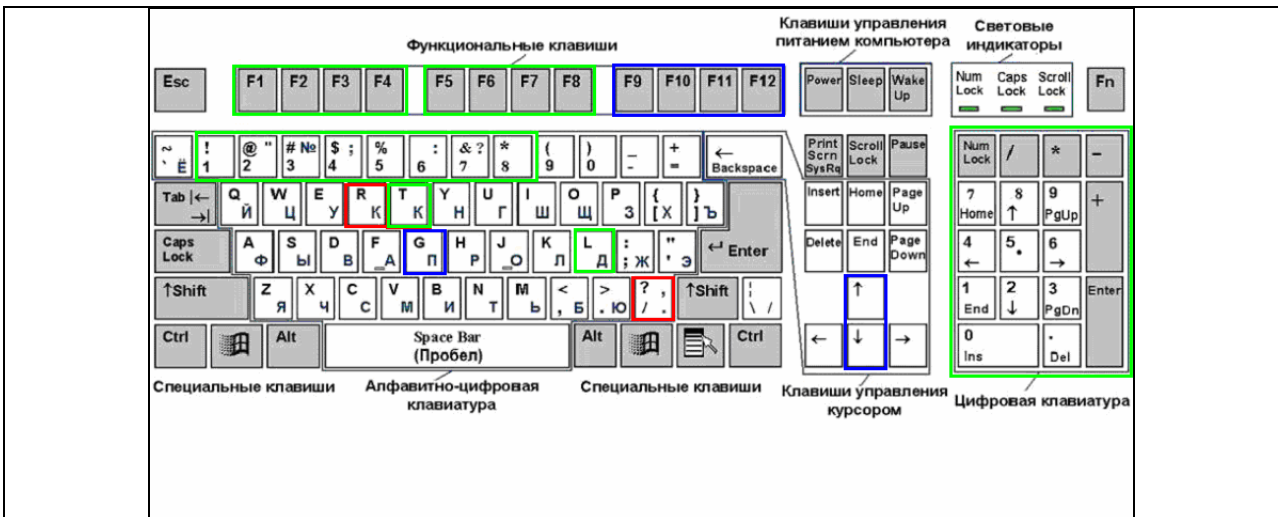 Клавиши управления питанием компьютера
Световые индикаторы
Функциональные клавиши
Esc F1 F2 F3 F4 F5 F6 F7 F8 F9 F10 F11 F12 Power Sleep Wake Up Num Lock Caps Lock Scroll Lock Fn
~ ` Ё ! 1 @ " 2 # № 3 $ ; 4 % 5 : 6 & ? 7 * 8 ( 9 ) 0 _ - + = ← Backspace Print Scrn SysRq Scroll Lock Pause Num Lock / * -
Tab |← →| Q Й W Ц E У R К T К Y Н U Г I Ш O Щ P З { [ Х } ] Ъ Insert Home Page Up 7 Home 8 ↑ 9 PgUp +
Caps Lock A Ф S Ы D В F _А G П H Р J _О K Л L Д : ; Ж " ' Э ↵ Enter Delete End Page Down 4 ← 5 • 6 →
↑Shift Z Я X Ч C С V М B И N Т M Ь < , Б > . Ю ? , / . ↑Shift ¦ \ / ↑ 1 End 2 ↓ 3 PgDn Enter
Ctrl Alt Space Bar (Пробел) Alt Ctrl ← ↓ → 0 Ins . Del
Специальные клавиши
Алфавитно-цифровая клавиатура
Специальные клавиши
Клавиши управления курсором
Цифровая клавиатура